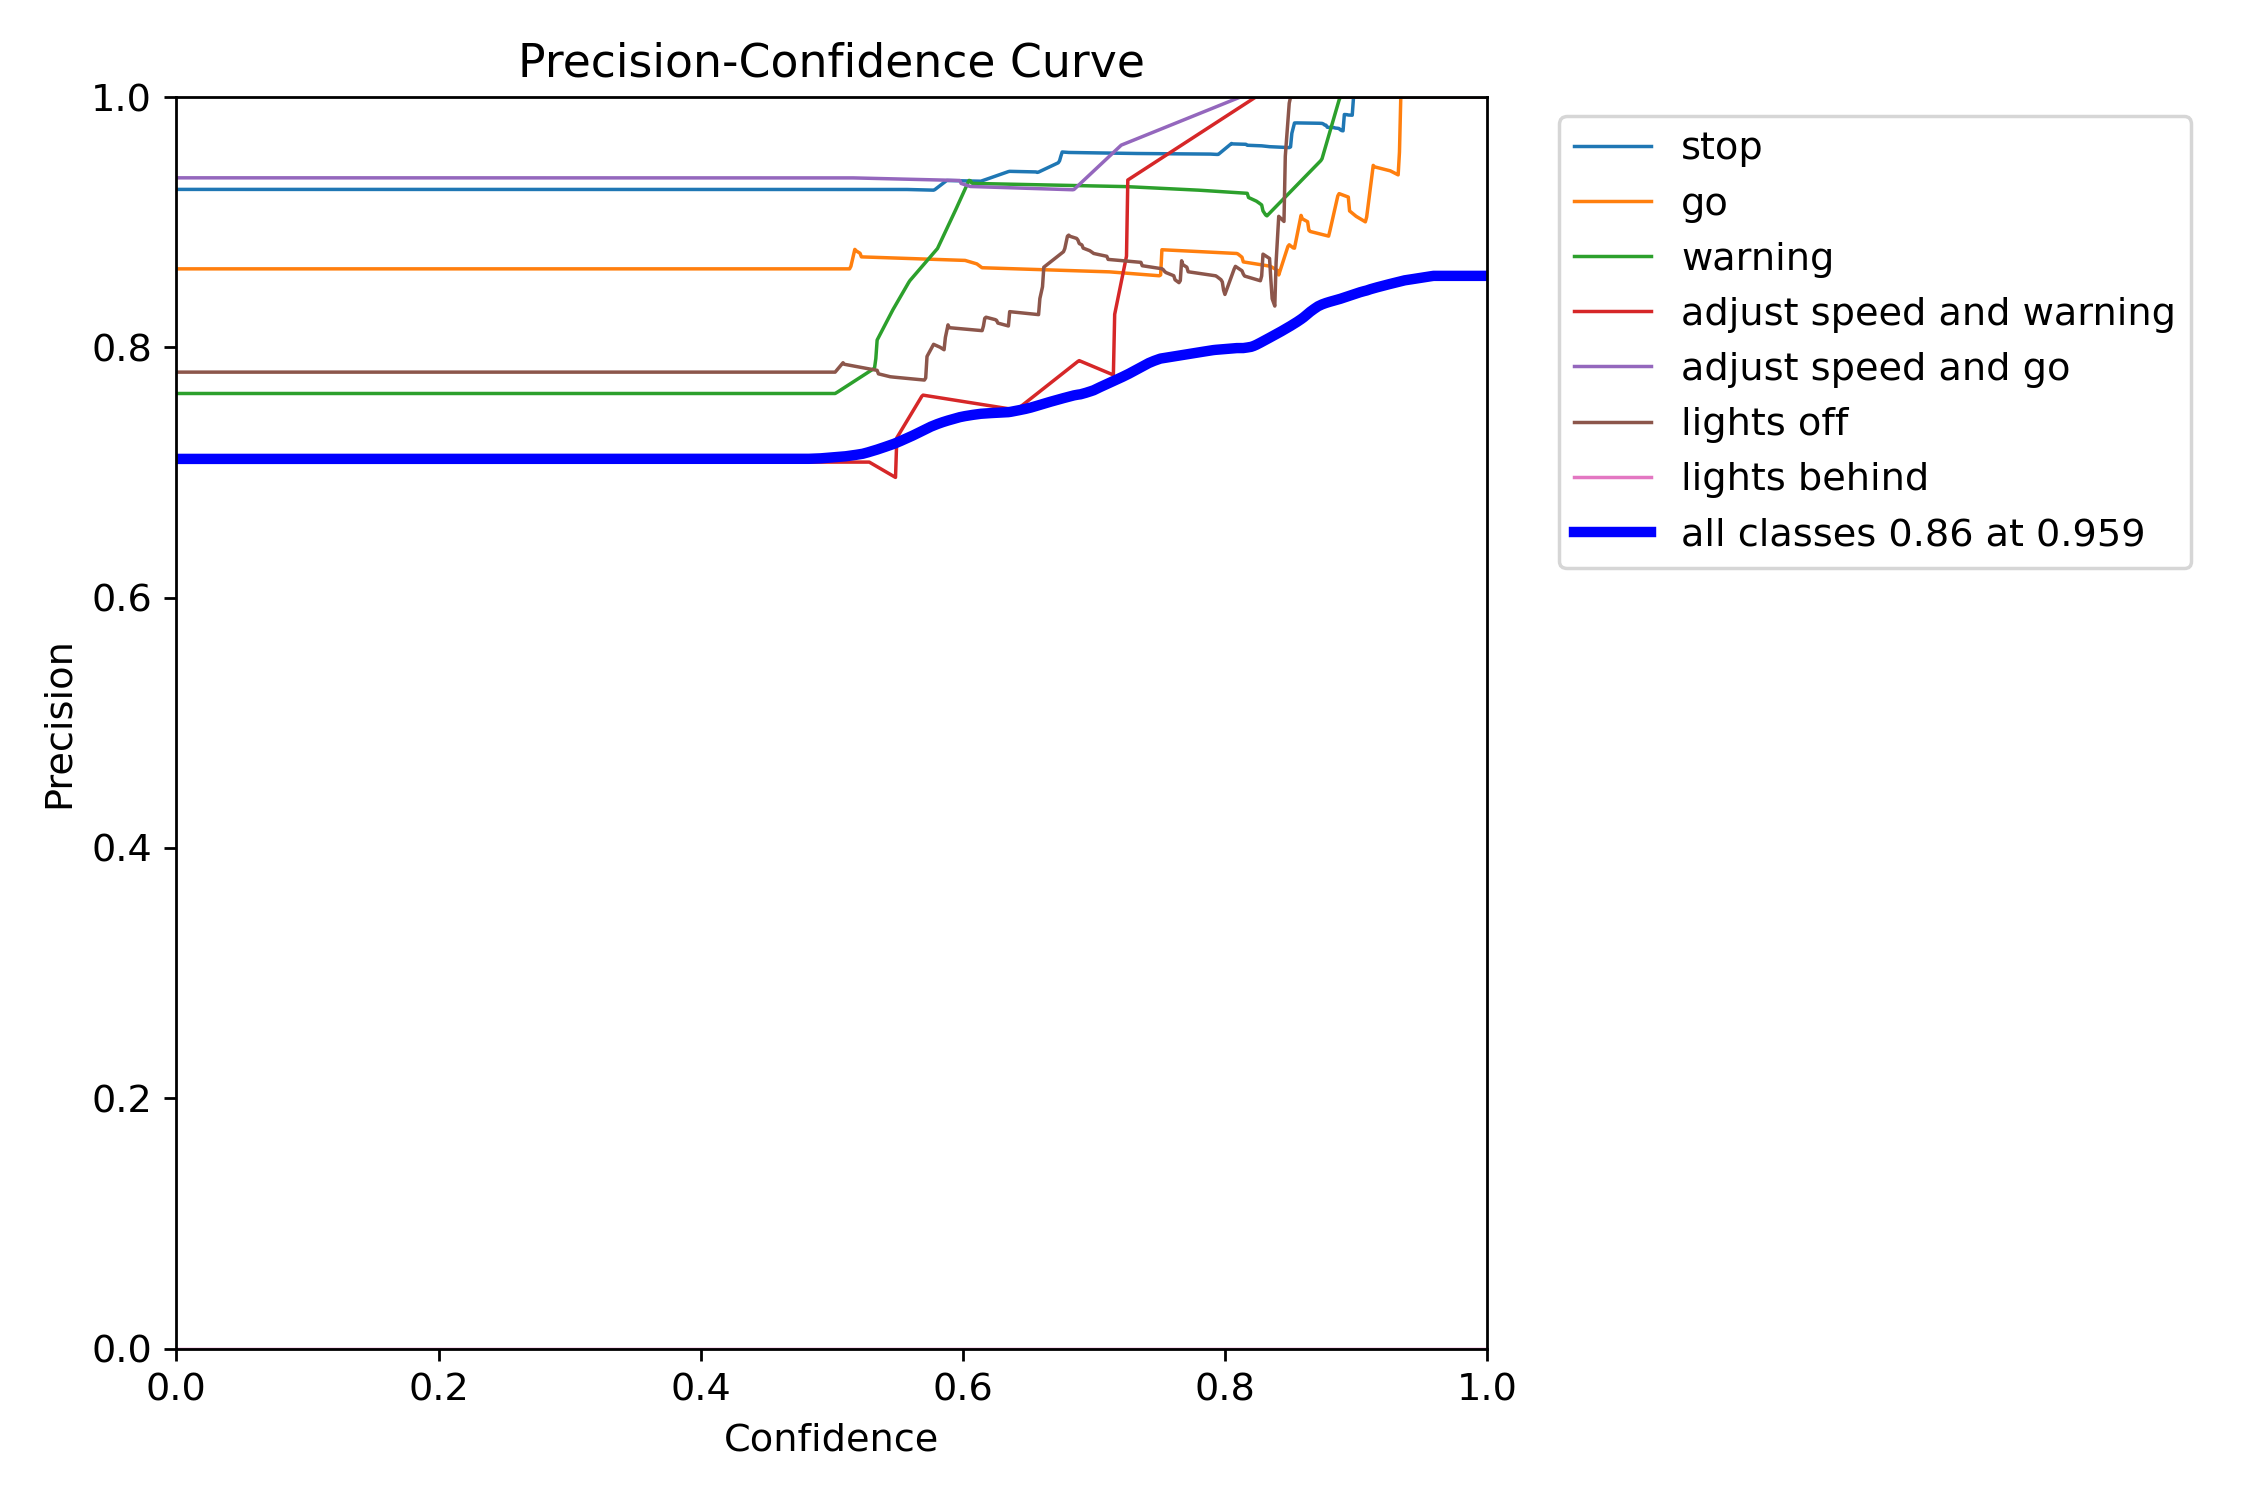 Precision-Confidence Curve
1.0
0.8
0.6
0.4
0.2
0.0
Precision
0.0
0.2
0.4
0.6
0.8
1.0
Confidence
stop
go
warning
adjust speed and warning
adjust speed and go
lights off
lights behind
all classes 0.86 at 0.959